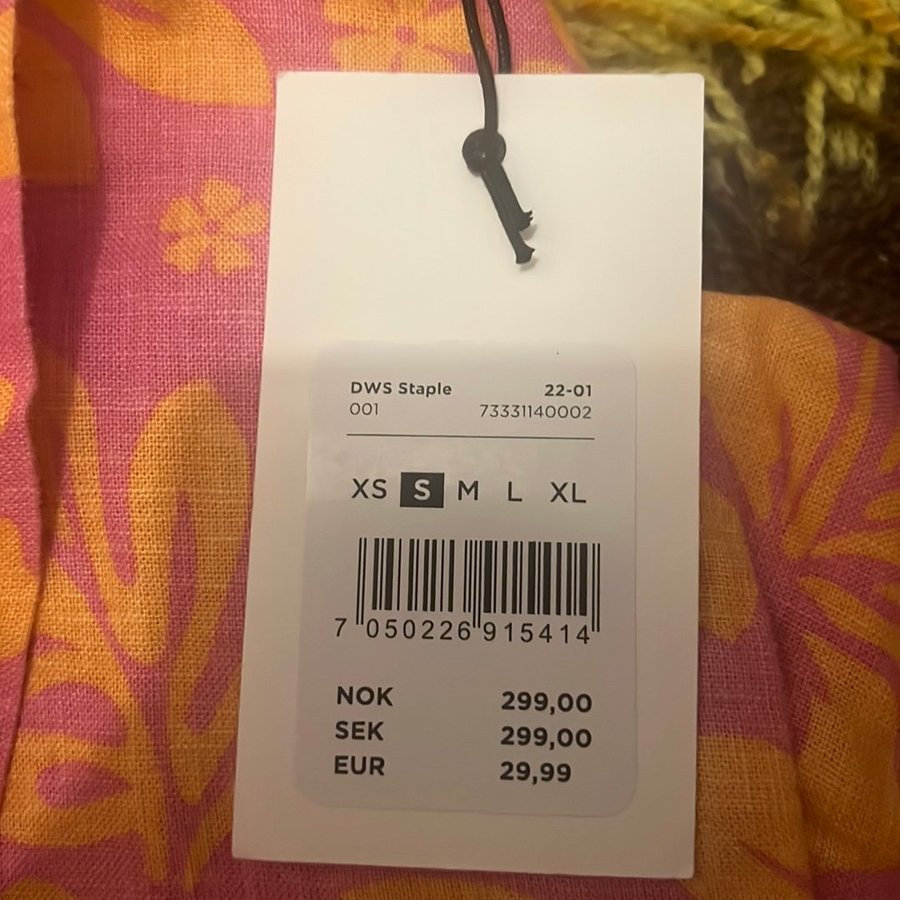 DWS Staple 22-01
001 73331140002
XS S M L XL
7 050226 915414
NOK 299,00
SEK 299,00
EUR 29,99